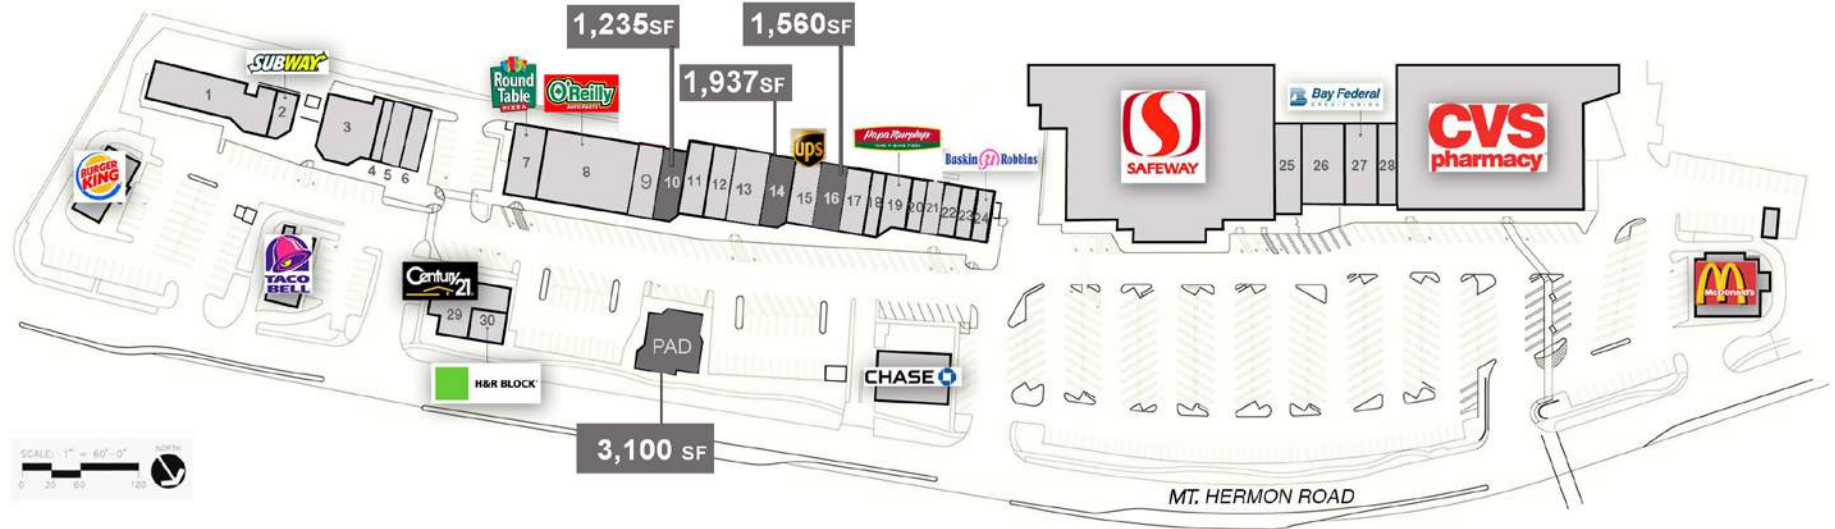 1,235SF
1,560SF
1,937SF
SUBWAY
Round
Table
PIZZA
O'Reilly
AUTO PARTS
ups
Papa Murphy's
Baskin 31 Robbins
SAFEWAY
Bay Federal
CREDIT UNION
CVS
pharmacy
BURGER
KING
1
2
3
4
5
6
7
8
9
10
11
12
13
14
15
16
17
18
19
20
21
22
23
24
25
26
27
28
TACO
BELL
Century 21
29
30
H&R BLOCK
PAD
3,100 SF
CHASE
McDonald's
SCALE: 1" = 60'-0"
0 30 60 120
NORTH
MT. HERMON ROAD